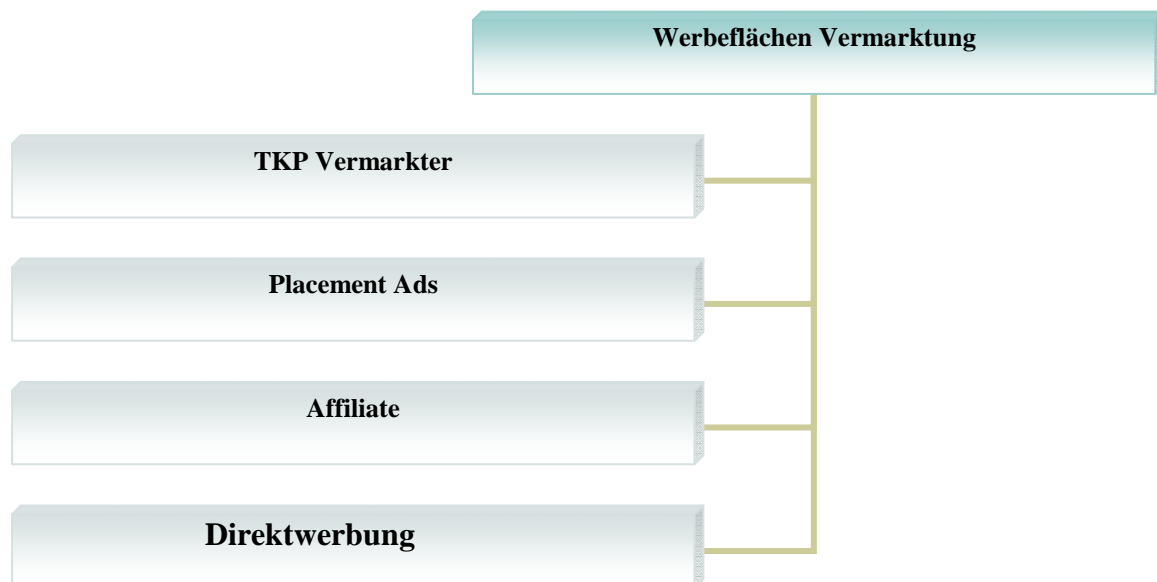 Werbeflächen Vermarktung
TKP Vermarkter
Placement Ads
Affiliate
Direktwerbung